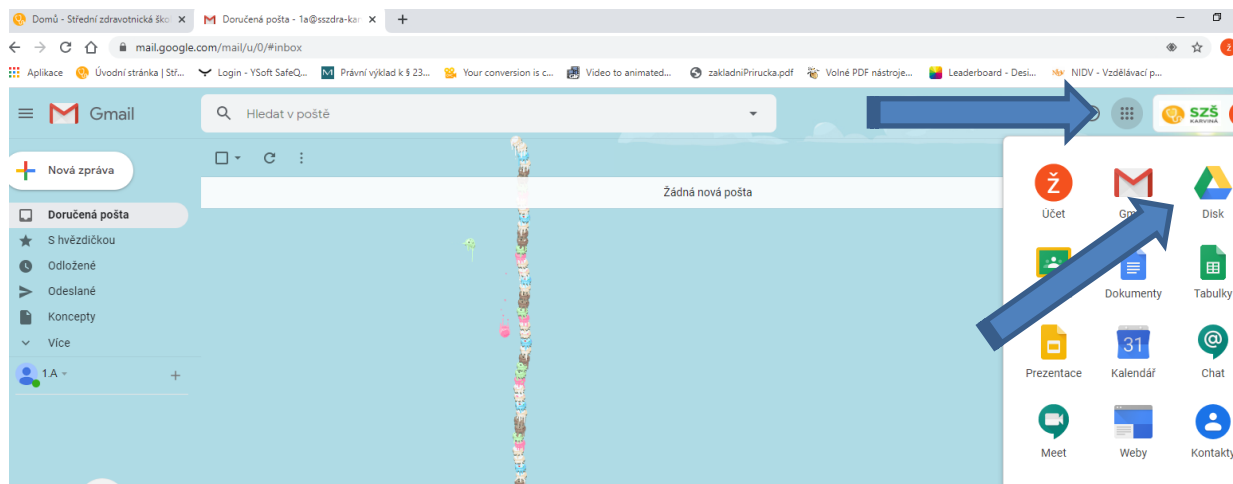 Domů - Střední zdravotnická ško
Doručená pošta - 1a@sszdra-kar
mail.google.com/mail/u/0/#inbox
Aplikace
Úvodní stránka | Stř...
Login - YSoft SafeQ...
Právní výklad k § 23...
Your conversion is c...
Video to animated...
zakladniPrirucka.pdf
Volné PDF nástroje...
Leaderboard - Desi...
NIDV - Vzdělávací p...
Gmail
Hledat v poště
SZŠ
KARVINÁ
Nová zpráva
Žádná nová pošta
Doručená pošta
S hvězdičkou
Odložené
Odeslané
Koncepty
Více
1.A
Ž
Účet
Disk
Dokumenty
Tabulky
Prezentace
31
Kalendář
Chat
Meet
Weby
Kontakty